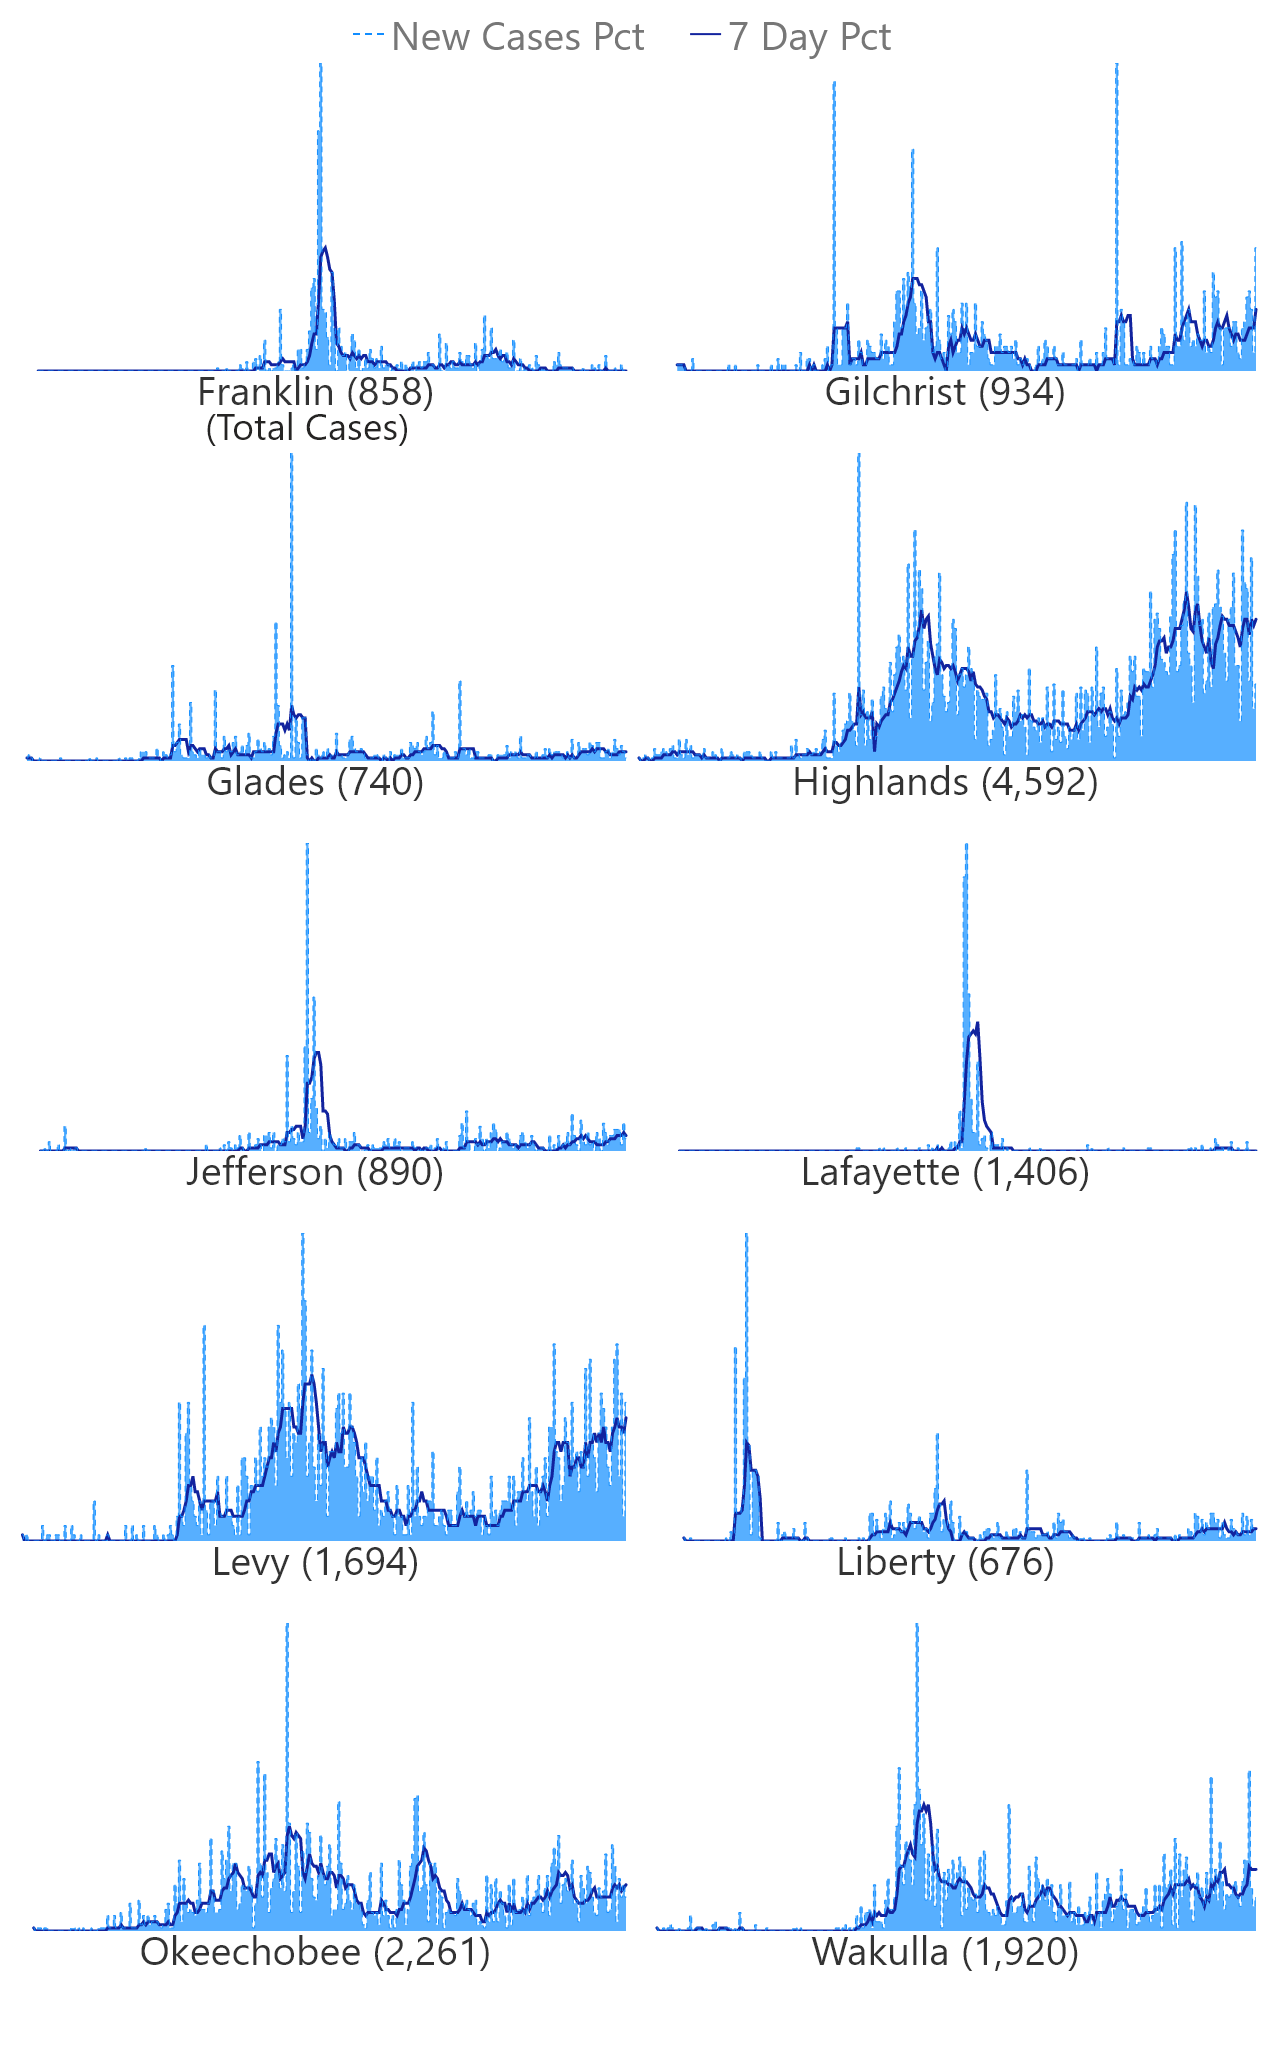 New Cases Pct 7 Day Pct
Franklin (858) Gilchrist (934)
(Total Cases)
Glades (740) Highlands (4,592)
Jefferson (890) Lafayette (1,406)
Levy (1,694) Liberty (676)
Okeechobee (2,261) Wakulla (1,920)